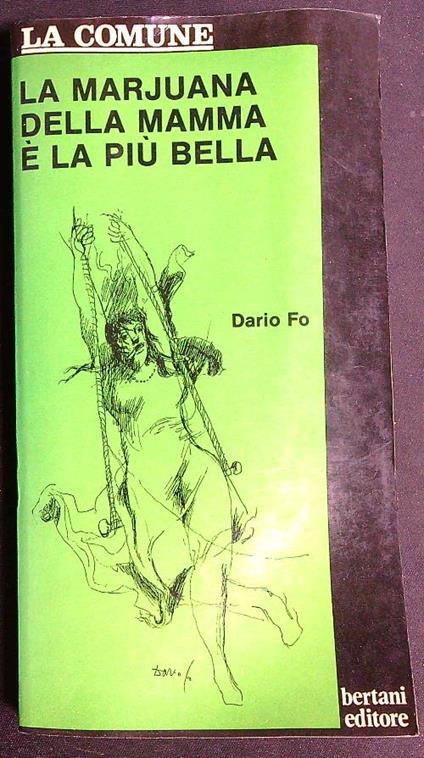 LA COMUNE
LA MARJUANA
DELLA MAMMA
È LA PIÙ BELLA
Dario Fo
bertani
editore